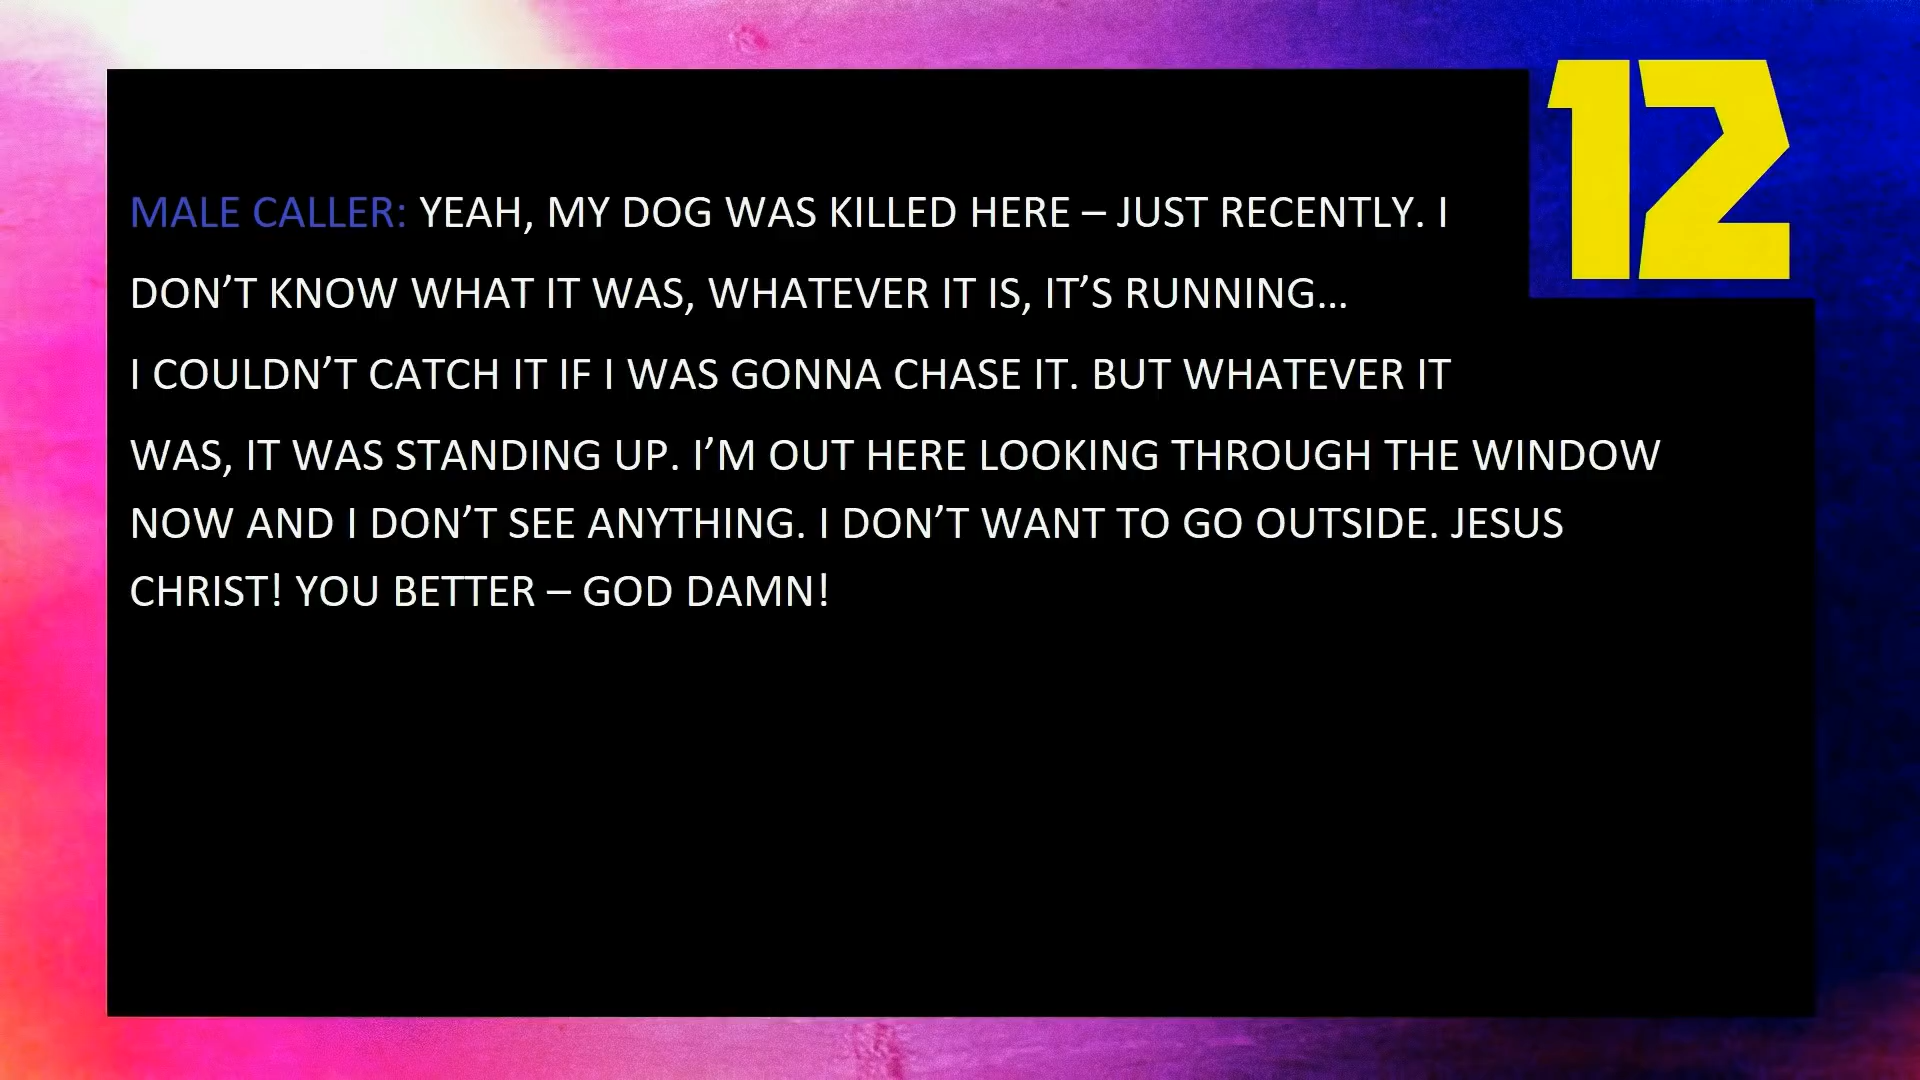 12
MALE CALLER: YEAH, MY DOG WAS KILLED HERE – JUST RECENTLY. I
DON’T KNOW WHAT IT WAS, WHATEVER IT IS, IT’S RUNNING…
I COULDN’T CATCH IT IF I WAS GONNA CHASE IT. BUT WHATEVER IT
WAS, IT WAS STANDING UP. I’M OUT HERE LOOKING THROUGH THE WINDOW
NOW AND I DON’T SEE ANYTHING. I DON’T WANT TO GO OUTSIDE. JESUS
CHRIST! YOU BETTER – GOD DAMN!